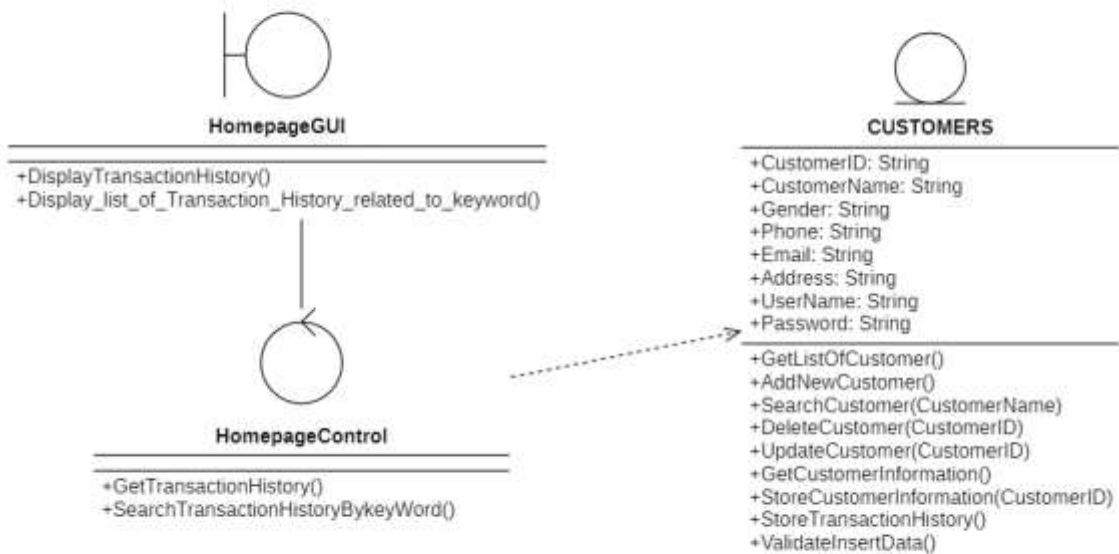 HomepageGUI
+DisplayTransactionHistory()
+Display_list_of_Transaction_History_related_to_keyword()
HomepageControl
+GetTransactionHistory()
+SearchTransactionHistoryBykeyWord()
CUSTOMERS
+CustomerID: String
+CustomerName: String
+Gender: String
+Phone: String
+Email: String
+Address: String
+UserName: String
+Password: String
+GetListOfCustomer()
+AddNewCustomer()
+SearchCustomer(CustomerName)
+DeleteCustomer(CustomerID)
+UpdateCustomer(CustomerID)
+GetCustomerInformation()
+StoreCustomerInformation(CustomerID)
+StoreTransactionHistory()
+ValidateInsertData()